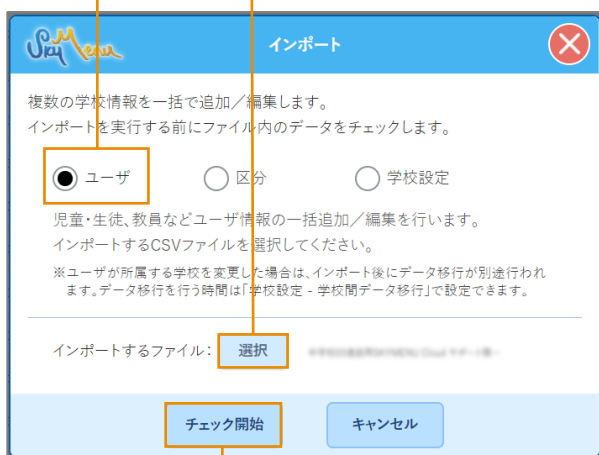 SkyMenu
インポート
複数の学校情報を一括で追加／編集します。
インポートを実行する前にファイル内のデータをチェックします。
ユーザ 区分 学校設定
児童・生徒、教員などユーザ情報の一括追加／編集を行います。
インポートするCSVファイルを選択してください。
※ユーザが所属する学校を変更した場合は、インポート後にデータ移行が別途行われ
ます。データ移行を行う時間は「学校設定 - 学校間データ移行」で設定できます。
インポートするファイル： 選択
チェック開始 キャンセル